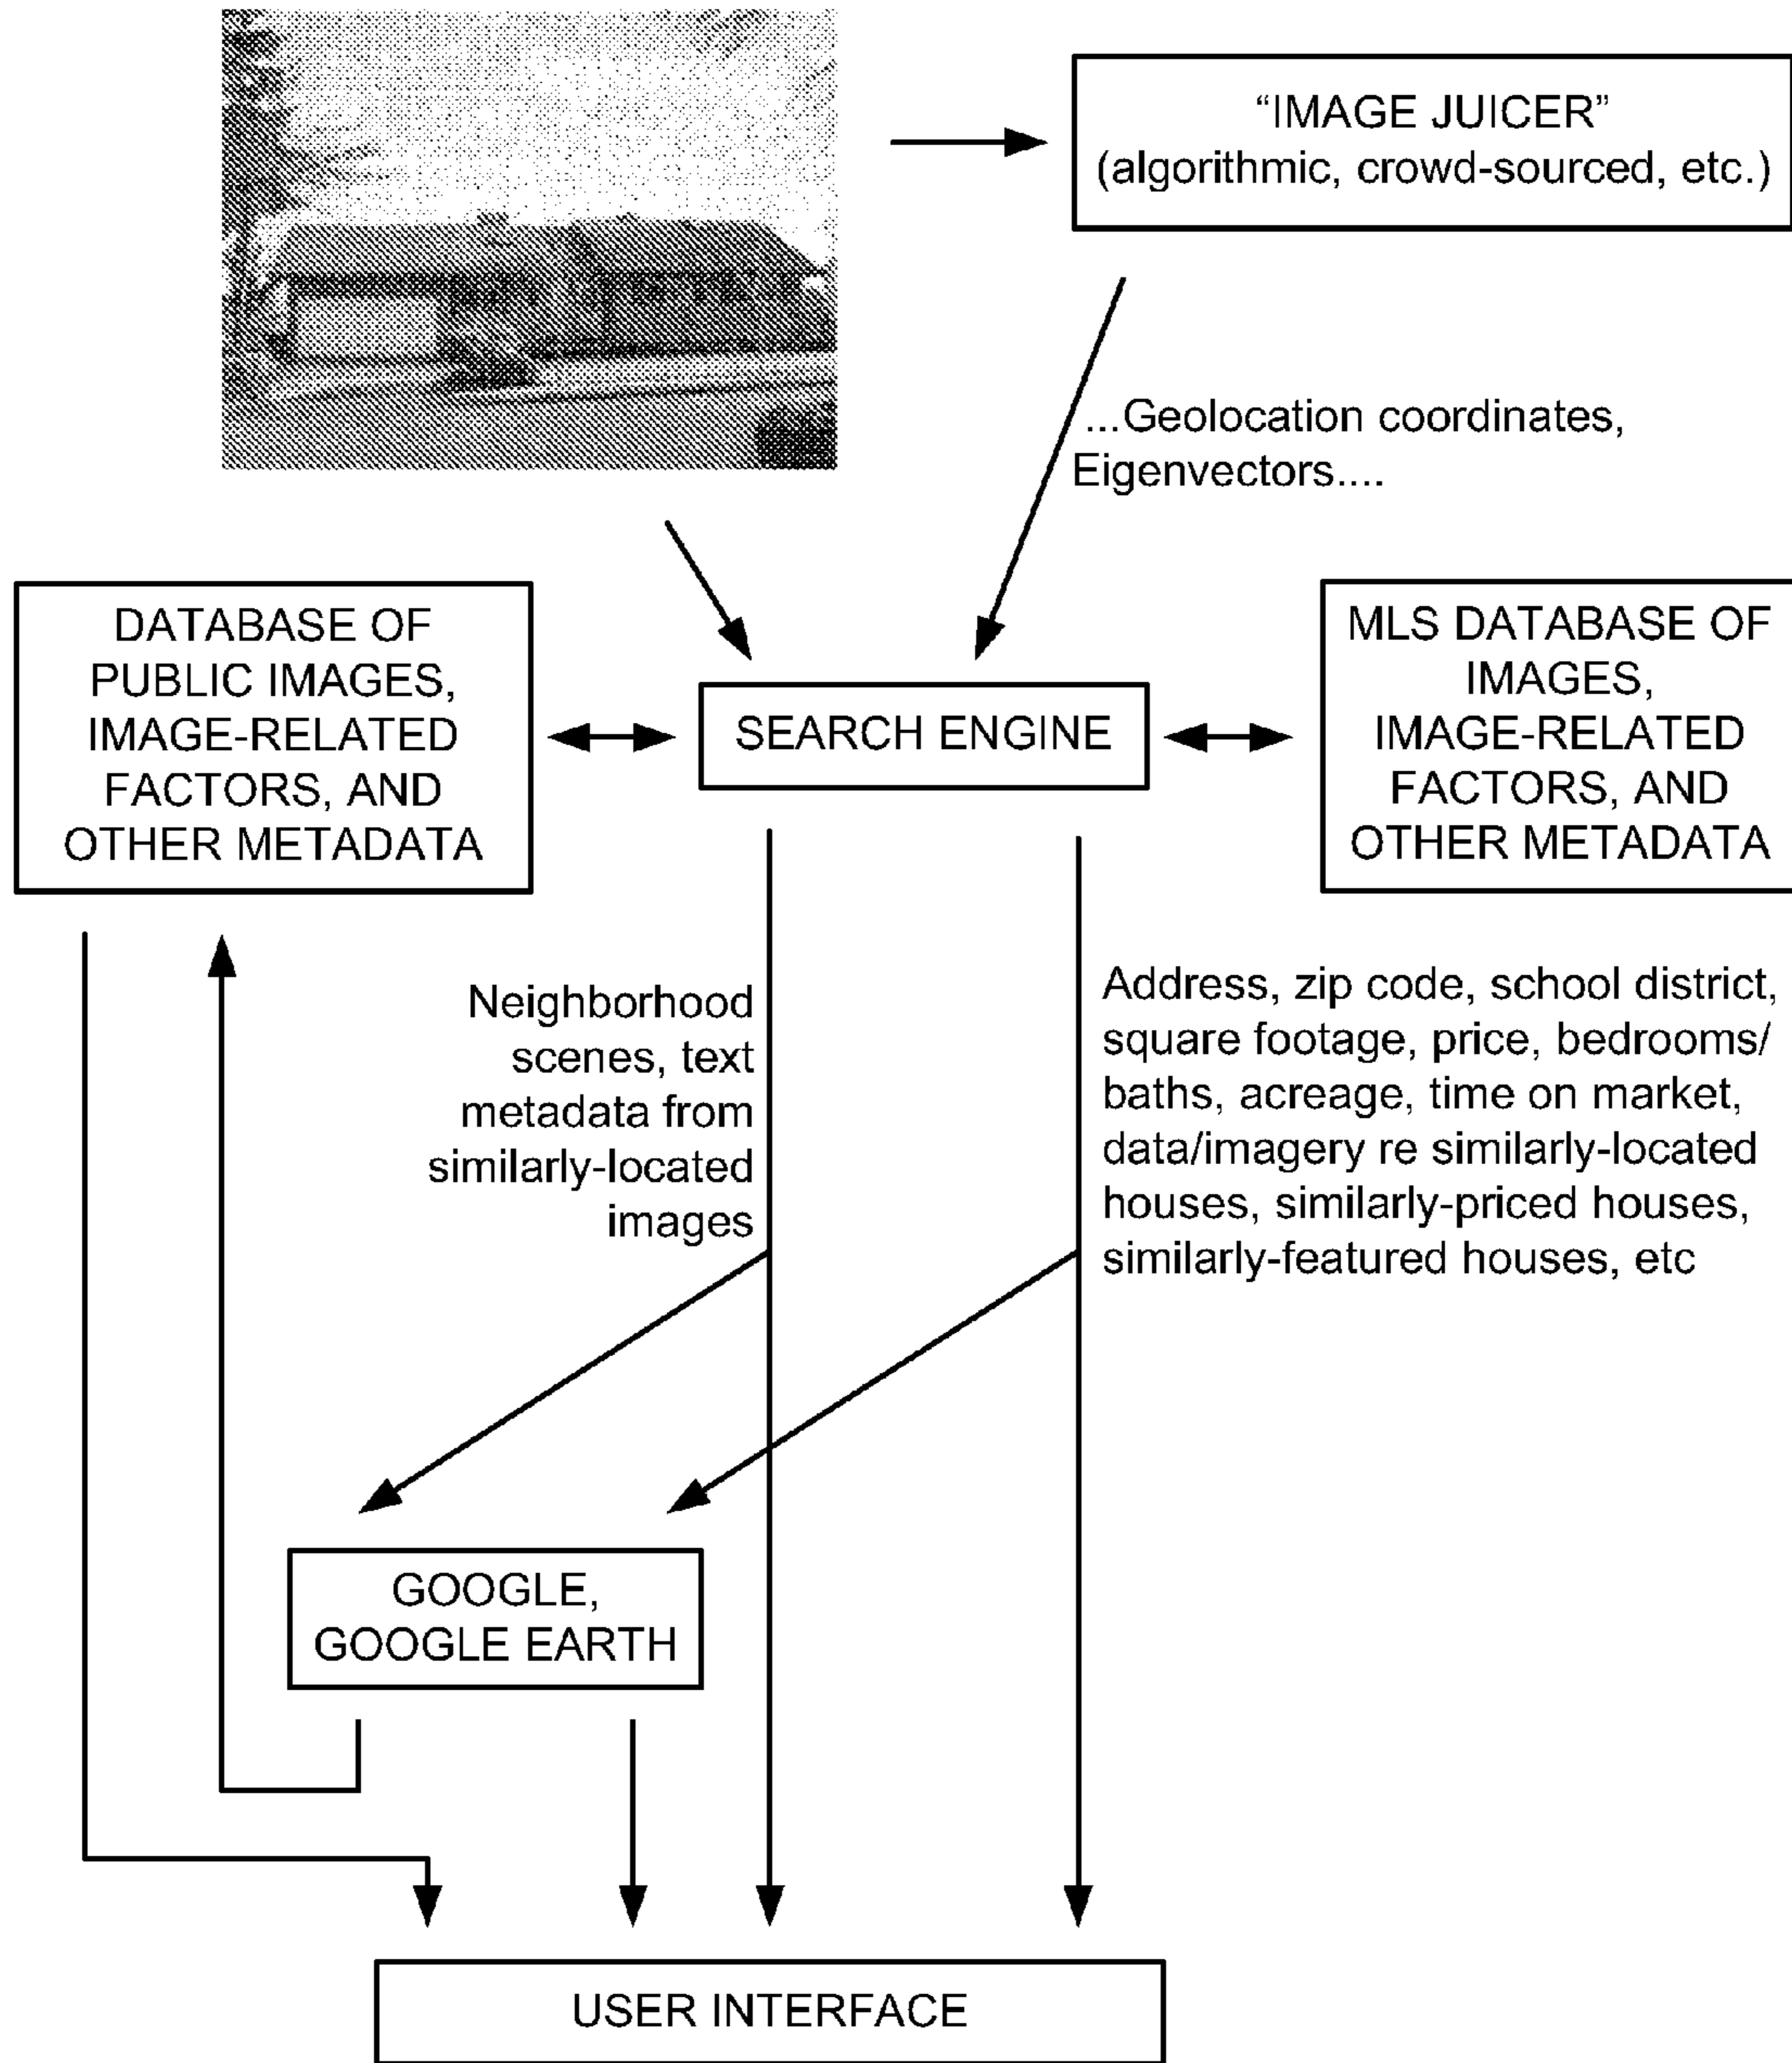 “IMAGE JUICER”
(algorithmic, crowd-sourced, etc.)
...Geolocation coordinates,
Eigenvectors....
DATABASE OF
PUBLIC IMAGES,
IMAGE-RELATED
FACTORS, AND
OTHER METADATA
SEARCH ENGINE
MLS DATABASE OF
IMAGES,
IMAGE-RELATED
FACTORS, AND
OTHER METADATA
Neighborhood
scenes, text
metadata from
similarly-located
images
Address, zip code, school district,
square footage, price, bedrooms/
baths, acreage, time on market,
data/imagery re similarly-located
houses, similarly-priced houses,
similarly-featured houses, etc
GOOGLE,
GOOGLE EARTH
USER INTERFACE